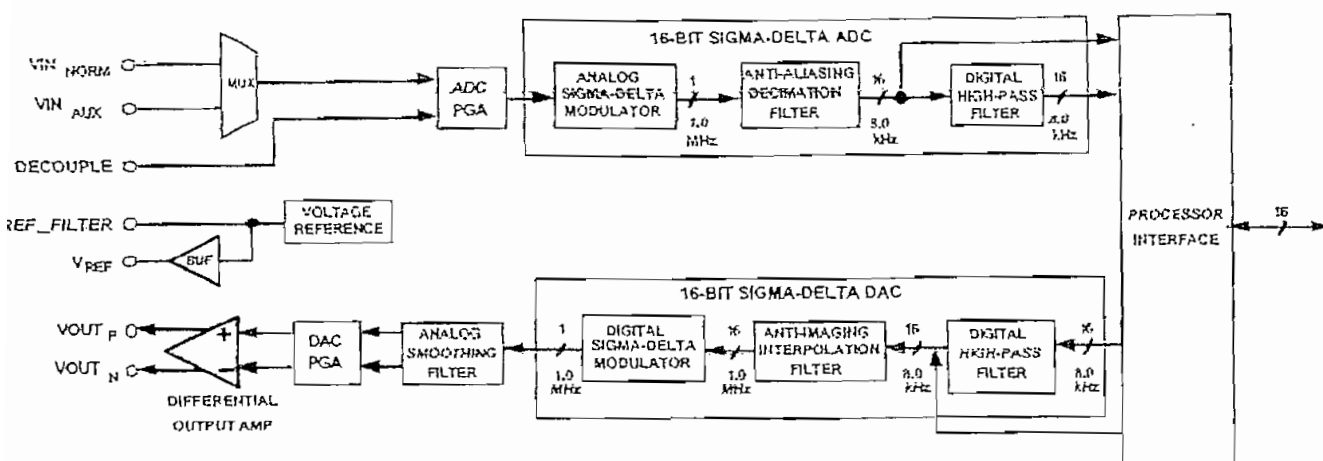 16-BIT SIGMA-DELTA ADC
VIN NORM
VIN AUX
MUX
DECOUPLE
ADC
PGA
ANALOG
SIGMA-DELTA
MODULATOR
1
1.0
MHz
ANTI-ALIASING
DECIMATION
FILTER
16
8.0
kHz
DIGITAL
HIGH-PASS
FILTER
16
8.0
kHz
REF_FILTER
VOLTAGE
REFERENCE
VREF
BUF
PROCESSOR
INTERFACE
16
16-BIT SIGMA-DELTA DAC
VOUT P
VOUT N
+
−
DIFFERENTIAL
OUTPUT AMP
DAC
PGA
ANALOG
SMOOTHING
FILTER
1
1.0
MHz
DIGITAL
SIGMA-DELTA
MODULATOR
16
1.0
MHz
ANTI-IMAGING
INTERPOLATION
FILTER
16
8.0
kHz
DIGITAL
HIGH-PASS
FILTER
16
8.0
kHz